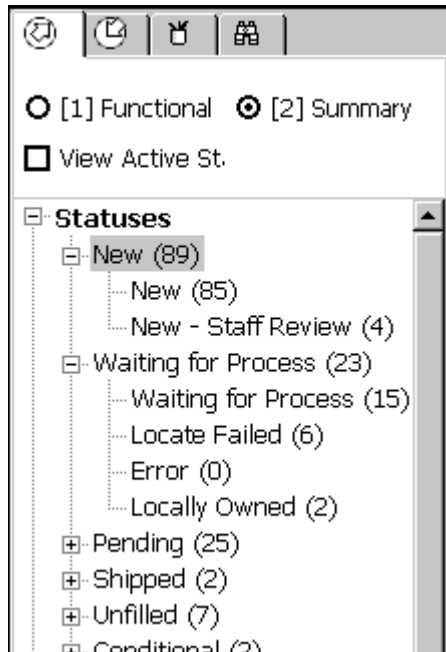 [1] Functional [2] Summary
View Active St.
Statuses
New (89)
New (85)
New - Staff Review (4)
Waiting for Process (23)
Waiting for Process (15)
Locate Failed (6)
Error (0)
Locally Owned (2)
Pending (25)
Shipped (2)
Unfilled (7)
Conditional (2)